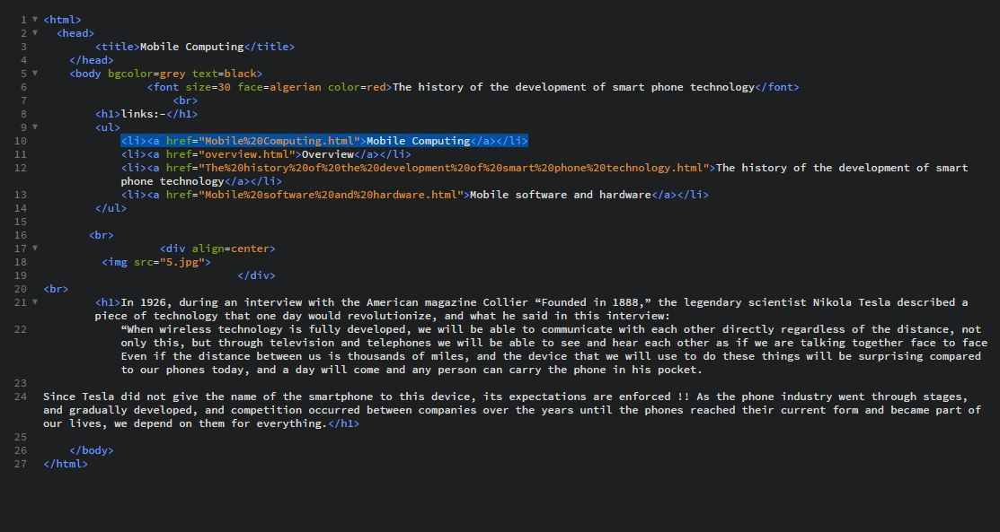 1 <html>
2 <head>
3 <title>Mobile Computing</title>
4 </head>
5 <body bgcolor=grey text=black>
6 <font size=30 face=algerian color=red>The history of the development of smart phone technology</font>
7 <br>
8 <h1>links:-</h1>
9 <ul>
10 <li><a href="Mobile%20Computing.html">Mobile Computing</a></li>
11 <li><a href="overview.html">Overview</a></li>
12 <li><a href="The%20history%20of%20the%20development%20of%20smart%20phone%20technology.html">The history of the development of smart
phone technology</a></li>
13 <li><a href="Mobile%20software%20and%20hardware.html">Mobile software and hardware</a></li>
14 </ul>
15
16 <br>
17 <div align=center>
18 <img src="5.jpg">
19 </div>
20 <br>
21 <h1>In 1926, during an interview with the American magazine Collier “Founded in 1888,” the legendary scientist Nikola Tesla described a
piece of technology that one day would revolutionize, and what he said in this interview:
22 “When wireless technology is fully developed, we will be able to communicate with each other directly regardless of the distance, not
only this, but through television and telephones we will be able to see and hear each other as if we are talking together face to face
Even if the distance between us is thousands of miles, and the device that we will use to do these things will be surprising compared
to our phones today, and a day will come and any person can carry the phone in his pocket.
23
24 Since Tesla did not give the name of the smartphone to this device, its expectations are enforced !! As the phone industry went through stages,
and gradually developed, and competition occurred between companies over the years until the phones reached their current form and became part of
our lives, we depend on them for everything.</h1>
25
26 </body>
27 </html>